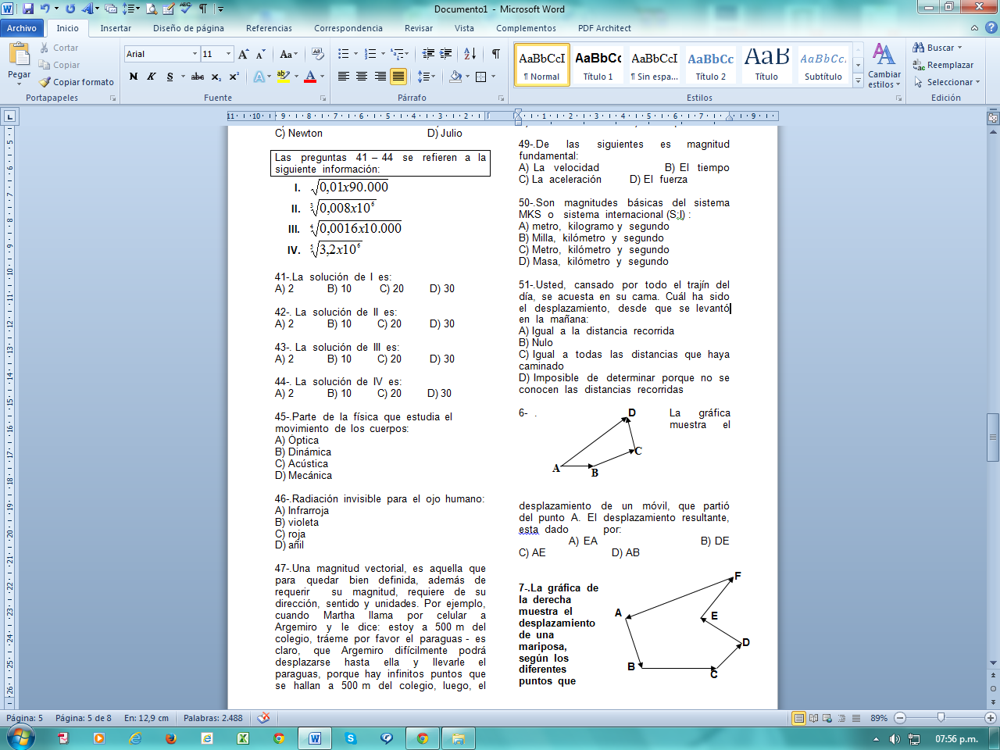 Documento1 - Microsoft Word
Archivo Inicio Insertar Diseño de página Referencias Correspondencia Revisar Vista Complementos PDF Architect
Pegar
Cortar
Copiar
Copiar formato
Portapapeles
Arial 11
N K S abc x₂ x²
Fuente
Párrafo
AaBbCcI AaBbCc AaBbCcI AaBbCc AaB AaBbCc.
¶ Normal Título 1 ¶ Sin espa... Título 2 Título Subtítulo
Cambiar estilos
Estilos
Buscar
Reemplazar
Seleccionar
Edición
C) Newton D) Julio
Las preguntas 41 – 44 se refieren a la
siguiente información:
I. √0,01x90.000
II. ∛0,008x10⁶
III. ∜0,0016x10.000
IV. ⁵√3,2x10⁶
41-.La solución de I es:
A) 2 B) 10 C) 20 D) 30
42-. La solución de II es:
A) 2 B) 10 C) 20 D) 30
43-. La solución de III es:
A) 2 B) 10 C) 20 D) 30
44-. La solución de IV es:
A) 2 B) 10 C) 20 D) 30
45-.Parte de la física que estudia el
movimiento de los cuerpos:
A) Óptica
B) Dinámica
C) Acústica
D) Mecánica
46-.Radiación invisible para el ojo humano:
A) Infrarroja
B) violeta
C) roja
D) añil
47-.Una magnitud vectorial, es aquella que
para quedar bien definida, además de
requerir su magnitud, requiere de su
dirección, sentido y unidades. Por ejemplo,
cuando Martha llama por celular a
Argemiro y le dice: estoy a 500 m del
colegio, tráeme por favor el paraguas - es
claro, que Argemiro difícilmente podrá
desplazarse hasta ella y llevarle el
paraguas, porque hay infinitos puntos que
se hallan a 500 m del colegio, luego, el
49-.De las siguientes es magnitud
fundamental:
A) La velocidad B) El tiempo
C) La aceleración D) El fuerza
50-.Son magnitudes básicas del sistema
MKS o sistema internacional (S.I) :
A) metro, kilogramo y segundo
B) Milla, kilómetro y segundo
C) Metro, kilómetro y segundo
D) Masa, kilómetro y segundo
51-.Usted, cansado por todo el trajín del
día, se acuesta en su cama. Cuál ha sido
el desplazamiento, desde que se levantó
en la mañana:
A) Igual a la distancia recorrida
B) Nulo
C) Igual a todas las distancias que haya
caminado
D) Imposible de determinar porque no se
conocen las distancias recorridas
6- . La gráfica
muestra el
D
C
A
B
desplazamiento de un móvil, que partió
del punto A. El desplazamiento resultante,
esta dado por:
A) EA B) DE
C) AE D) AB
7-.La gráfica de
la derecha
muestra el
desplazamiento
de una
mariposa,
según los
diferentes
puntos que
F
A
E
D
B
C
Página: 5 Página: 5 de 8 En: 12,9 cm Palabras: 2.488 89%
07:56 p.m.